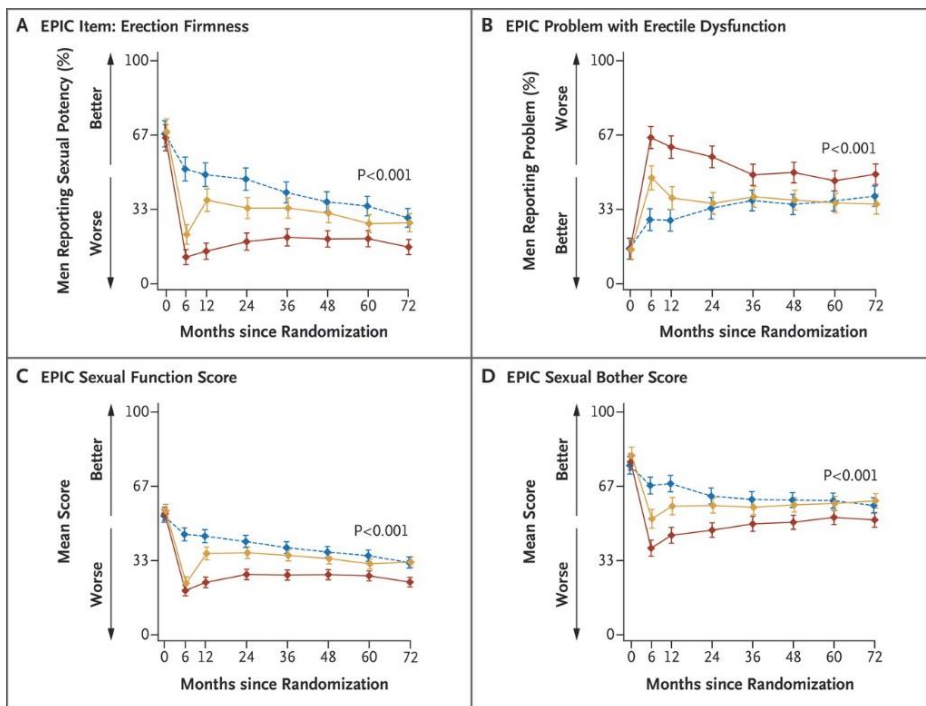 A EPIC Item: Erection Firmness
Men Reporting Sexual Potency (%)
Better
Worse
100
67
33
0
P<0.001
0 6 12 24 36 48 60 72
Months since Randomization
B EPIC Problem with Erectile Dysfunction
Men Reporting Problem (%)
Worse
Better
100
67
33
0
P<0.001
0 6 12 24 36 48 60 72
Months since Randomization
C EPIC Sexual Function Score
Mean Score
Better
Worse
100
67
33
0
P<0.001
0 6 12 24 36 48 60 72
Months since Randomization
D EPIC Sexual Bother Score
Mean Score
Better
Worse
100
67
33
0
P<0.001
0 6 12 24 36 48 60 72
Months since Randomization